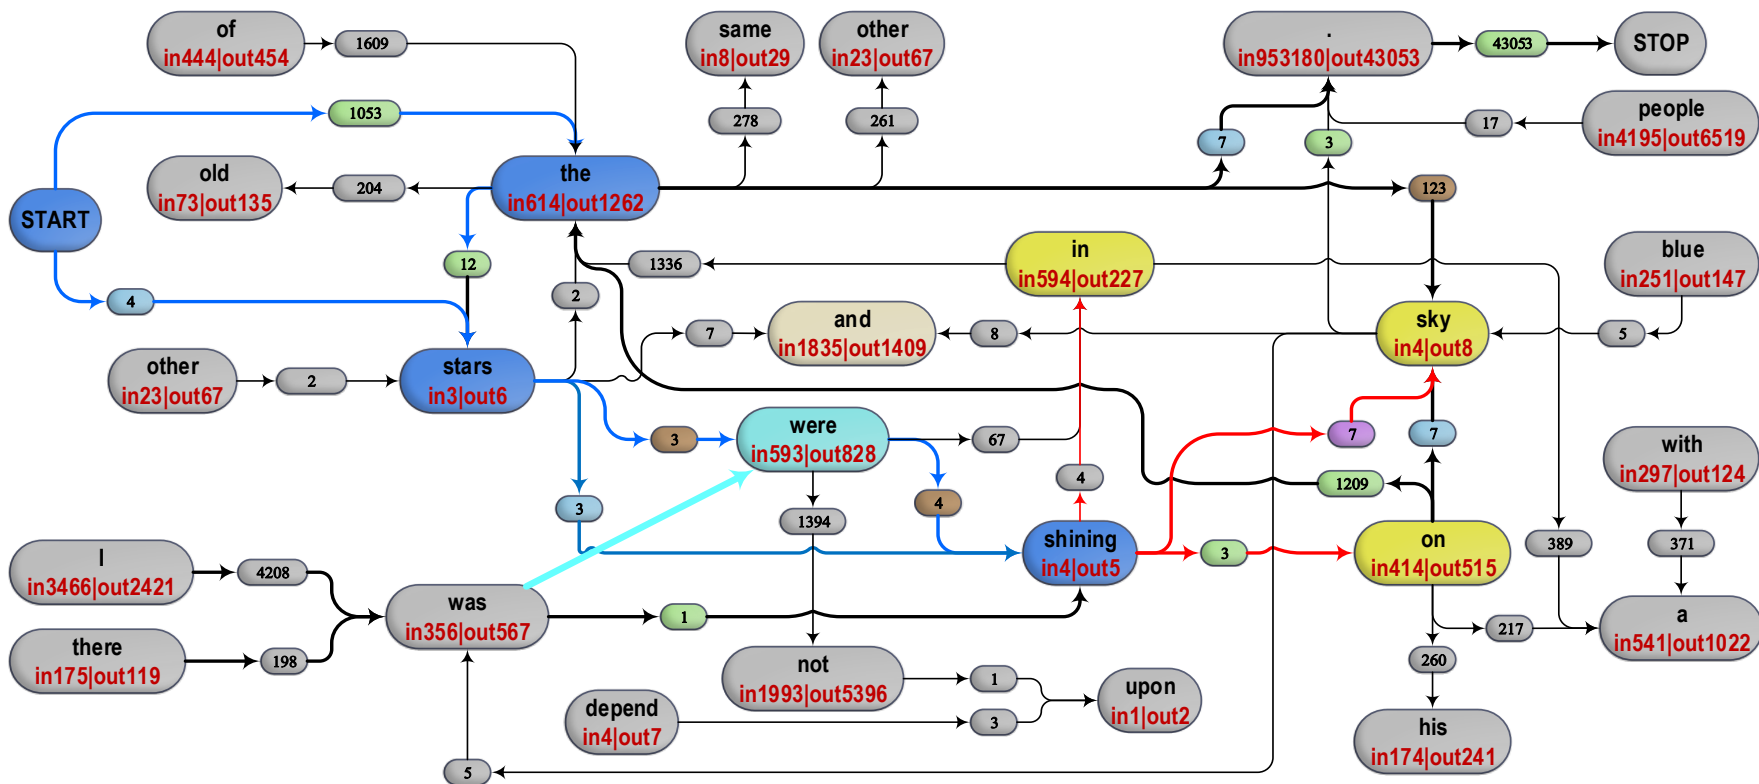 of
in444|out454
1609
same
in8|out29
other
in23|out67
.
in953180|out43053
43053
STOP
1053
278
261
7
3
17
people
in4195|out6519
old
in73|out135
204
the
in614|out1262
123
START
12
1336
in
in594|out227
blue
in251|out147
4
2
7
and
in1835|out1409
8
sky
in4|out8
5
other
in23|out67
2
stars
in3|out6
3
were
in593|out828
67
7
7
with
in297|out124
3
4
4
1209
1394
shining
in4|out5
3
on
in414|out515
389
371
I
in3466|out2421
4208
was
in356|out567
1
217
a
in541|out1022
there
in175|out119
198
not
in1993|out5396
1
upon
in1|out2
260
depend
in4|out7
3
his
in174|out241
5